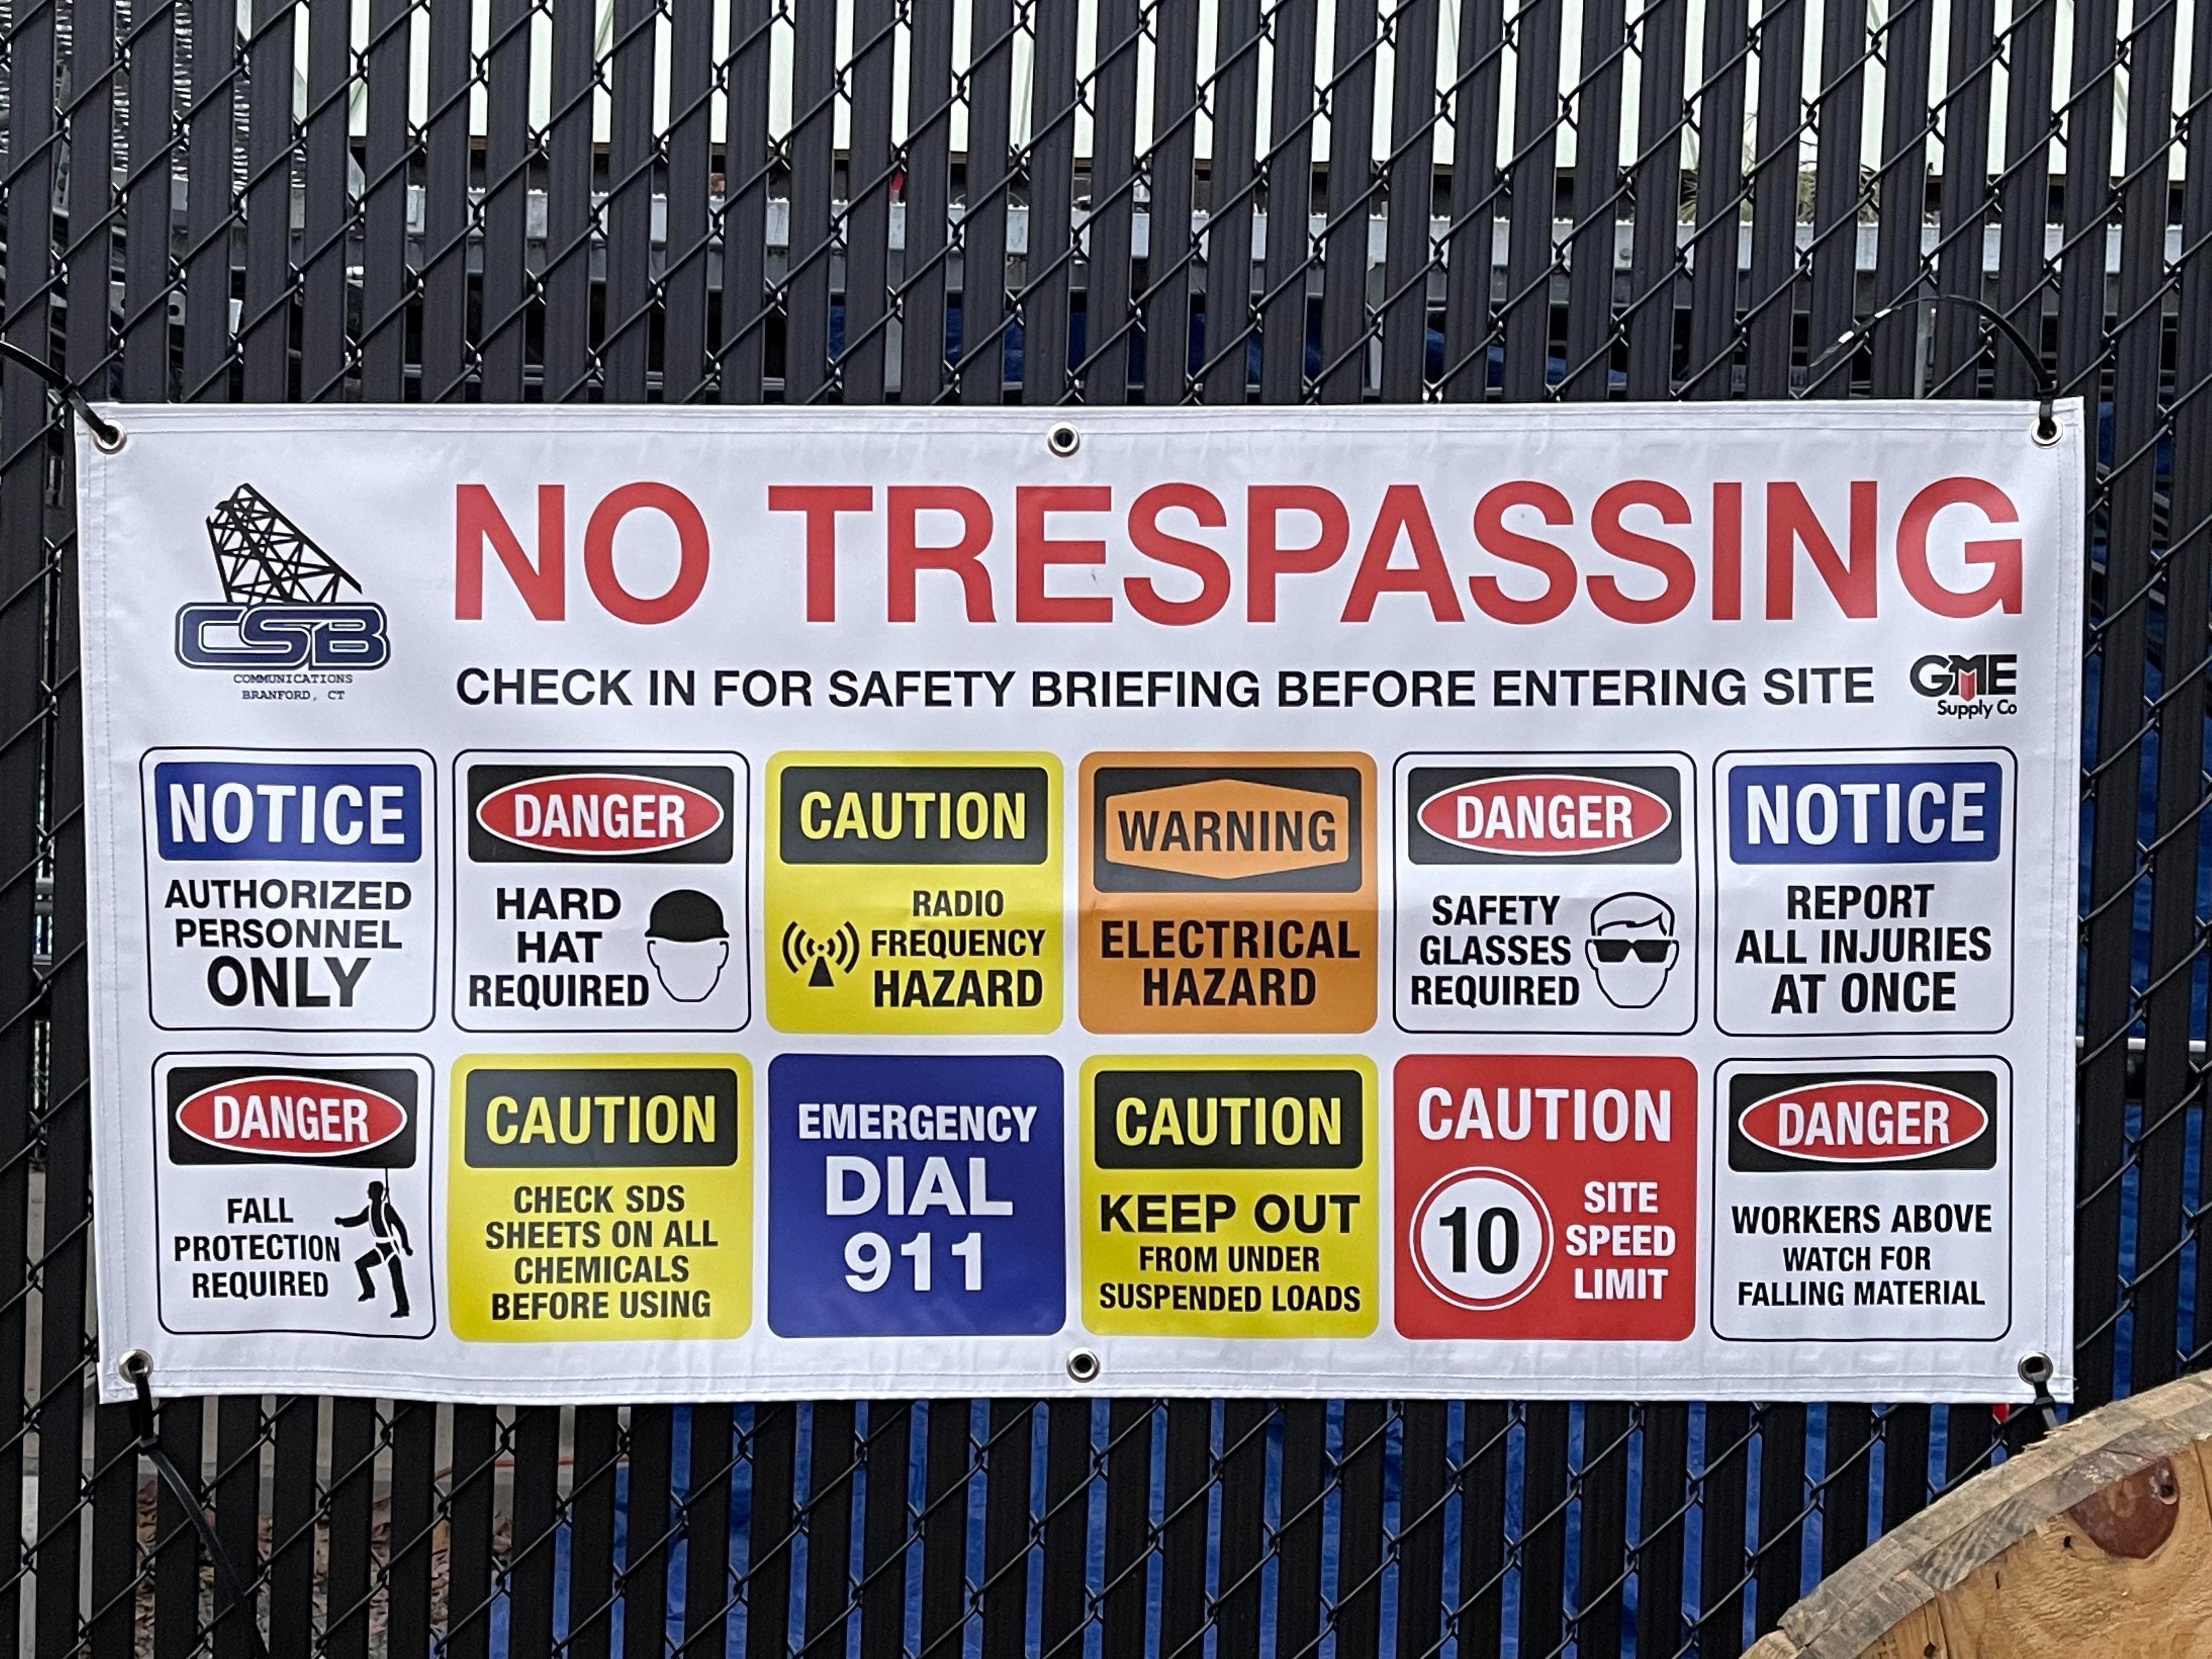 NO TRESPASSING
CSB
COMMUNICATIONS
BRANFORD, CT
CHECK IN FOR SAFETY BRIEFING BEFORE ENTERING SITE
GME
Supply Co
NOTICE
AUTHORIZED
PERSONNEL
ONLY
DANGER
HARD
HAT
REQUIRED
CAUTION
RADIO
FREQUENCY
HAZARD
WARNING
ELECTRICAL
HAZARD
DANGER
SAFETY
GLASSES
REQUIRED
NOTICE
REPORT
ALL INJURIES
AT ONCE
DANGER
FALL
PROTECTION
REQUIRED
CAUTION
CHECK SDS
SHEETS ON ALL
CHEMICALS
BEFORE USING
EMERGENCY
DIAL
911
CAUTION
KEEP OUT
FROM UNDER
SUSPENDED LOADS
CAUTION
10
SITE
SPEED
LIMIT
DANGER
WORKERS ABOVE
WATCH FOR
FALLING MATERIAL